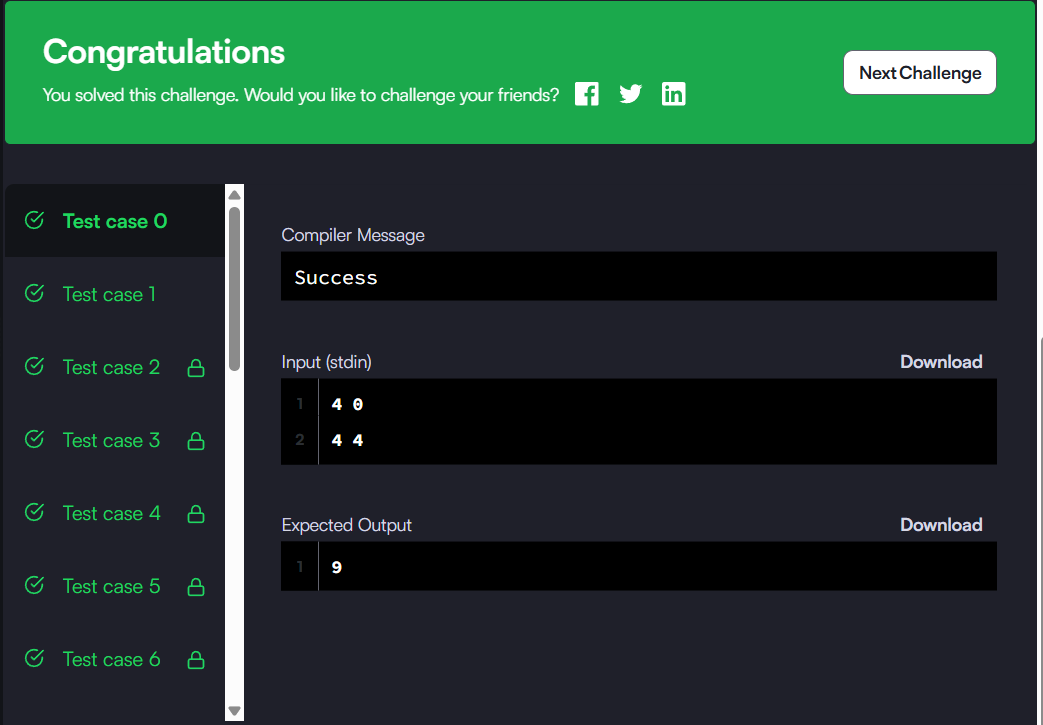 Congratulations
You solved this challenge. Would you like to challenge your friends?
Next Challenge
Test case 0
Test case 1
Test case 2
Test case 3
Test case 4
Test case 5
Test case 6
Compiler Message
Success
Input (stdin)
Download
1 4 0
2 4 4
Expected Output
Download
1 9